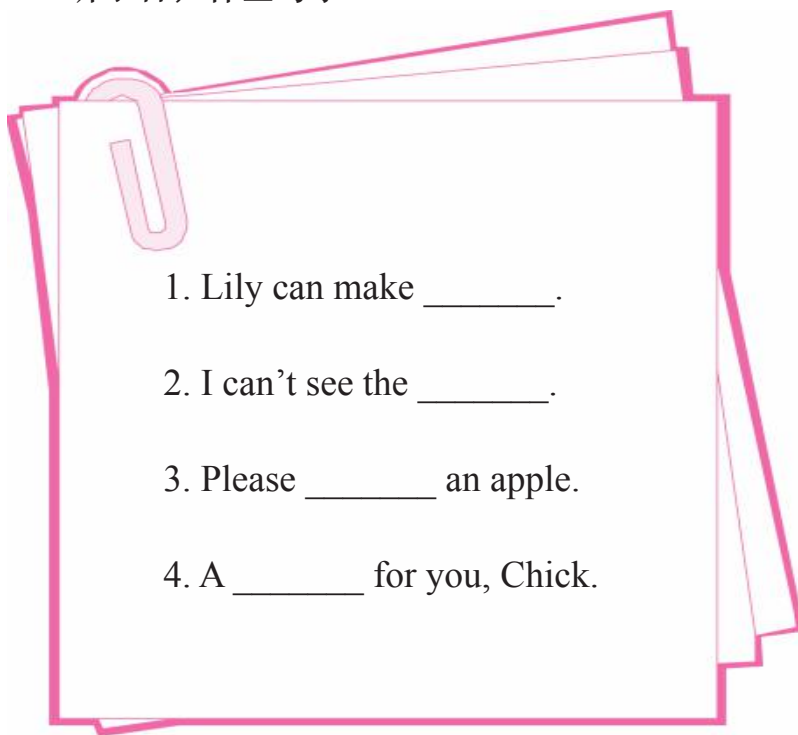 1. Lily can make _______.
2. I can’t see the _______.
3. Please _______ an apple.
4. A _______ for you, Chick.